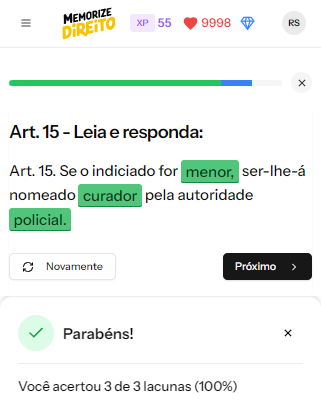 MEMORIZE
DIREITO
XP 55 9998 RS
Art. 15 - Leia e responda:
Art. 15. Se o indiciado for menor, ser-lhe-á
nomeado curador pela autoridade
policial.
Novamente Próximo
Parabéns!
Você acertou 3 de 3 lacunas (100%)